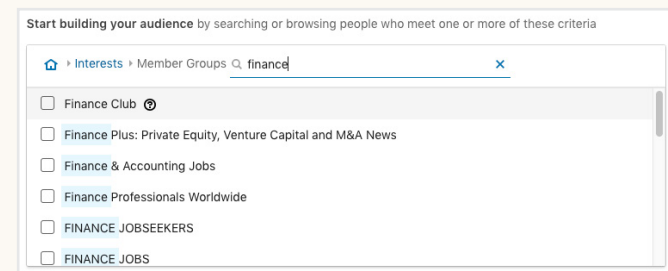 Start building your audience by searching or browsing people who meet one or more of these criteria
Interests Member Groups finance
Finance Club
Finance Plus: Private Equity, Venture Capital and M&A News
Finance & Accounting Jobs
Finance Professionals Worldwide
FINANCE JOBSEEKERS
FINANCE JOBS